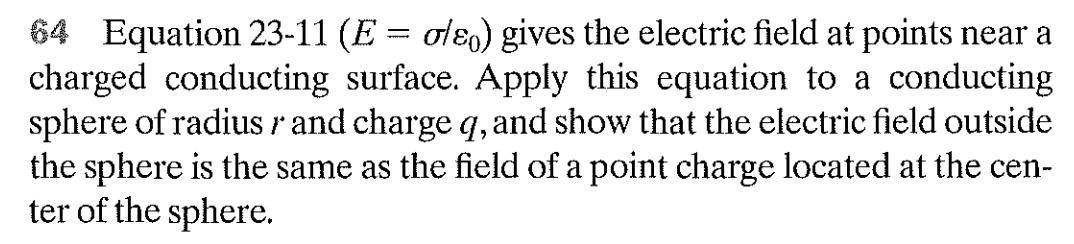 64 Equation 23-11 (E = σ/ε₀) gives the electric field at points near a
charged conducting surface. Apply this equation to a conducting
sphere of radius r and charge q, and show that the electric field outside
the sphere is the same as the field of a point charge located at the cen-
ter of the sphere.